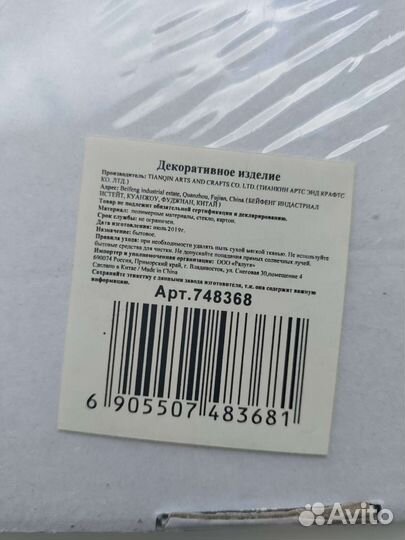 Декоративное изделие
Производитель: TIANQIN ARTS AND CRAFTS CO. LTD. (ТИАНКИН АРТС ЭНД КРАФТС
КО. ЛТД.)
Адрес: Beifeng industrial estate, Quanzhou, Fujian, China (БЕЙФЕНГ ИНДАСТРИАЛ
ИСТЕЙТ, КУАНЖОУ, ФУДЖИАН, КИТАЙ)
Товар не подлежит обязательной сертификации и декларированию.
Материал: полимерные материалы, стекло, картон.
Срок службы: не ограничен.
Дата изготовления: июль 2019г.
Назначение: бытовое.
Правила ухода: при необходимости удалять пыль сухой мягкой тканью. Не используйте
бытовые средства для чистки. Не допускайте попадания прямых солнечных лучей.
Импортер и уполномоченная организация: ООО «Радуга»
690074 Россия, Приморский край, г. Владивосток, ул. Снеговая 30,помещение 4
Сделано в Китае / Made in China
Сохраняйте этикетку с данными завода изготовителя, т.к. она содержит важную
информацию.
Арт.748368
6 905507 483681
Avito